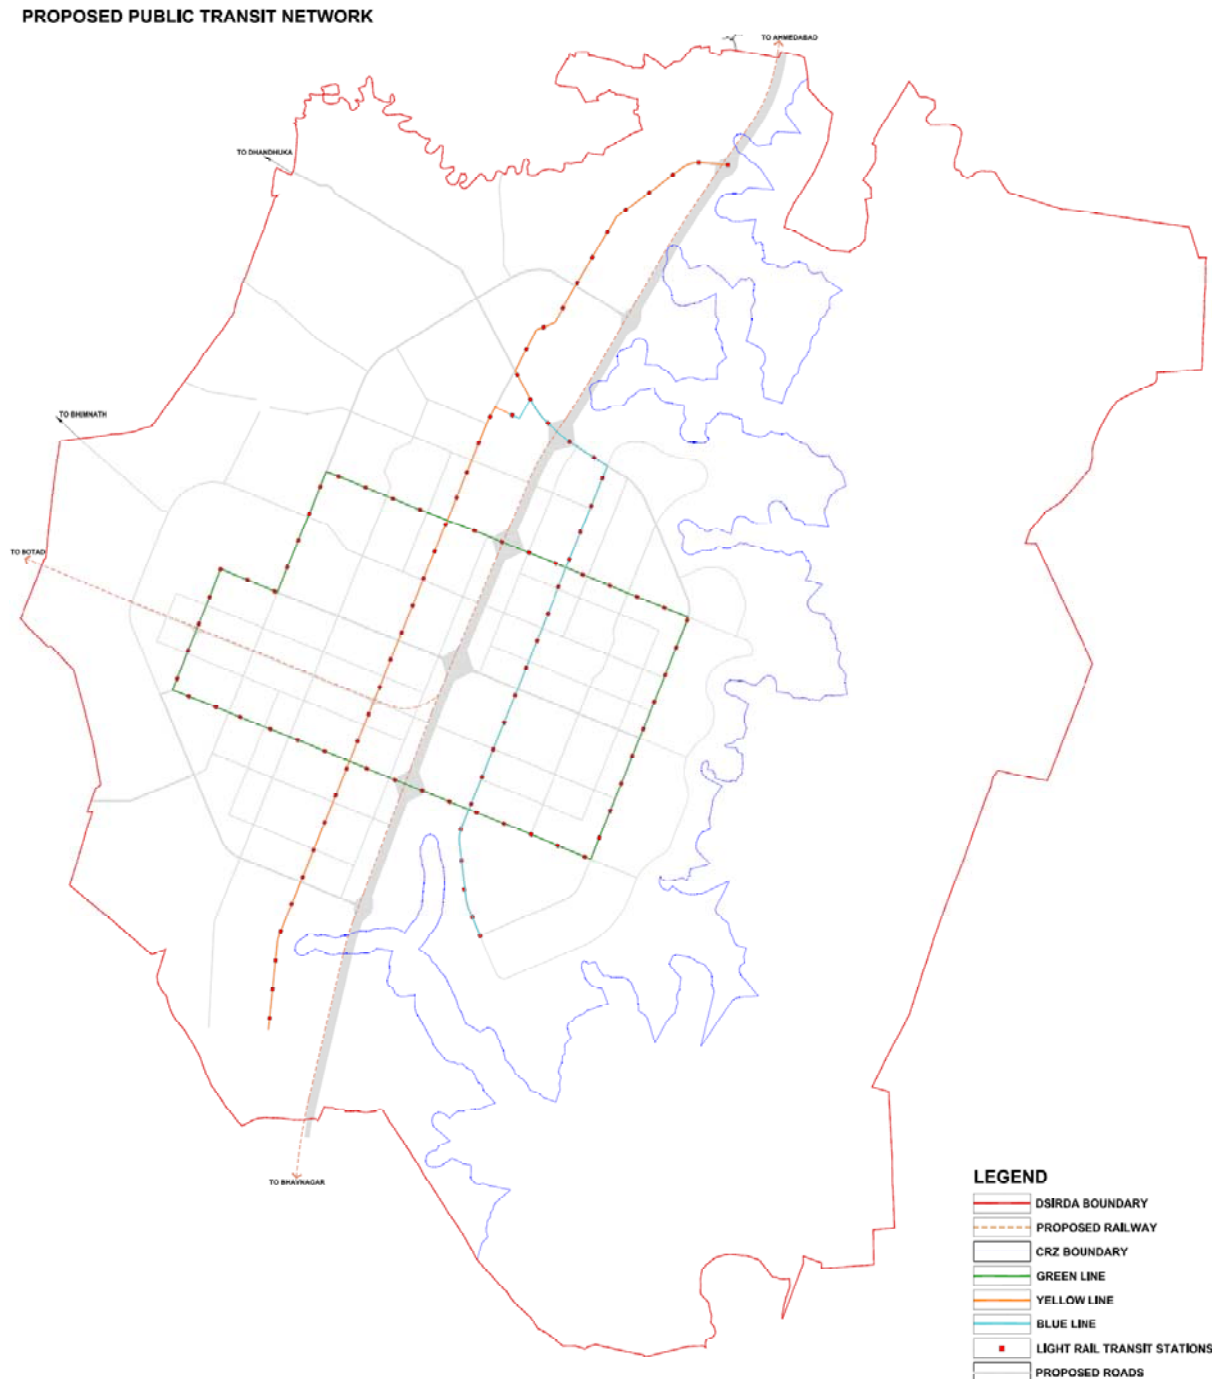 PROPOSED PUBLIC TRANSIT NETWORK
TO AHMEDABAD
TO DHANDHUKA
TO BHIMNATH
TO BOTAD
TO BHAVNAGAR
LEGEND
DSIRDA BOUNDARY
PROPOSED RAILWAY
CRZ BOUNDARY
GREEN LINE
YELLOW LINE
BLUE LINE
LIGHT RAIL TRANSIT STATIONS
PROPOSED ROADS